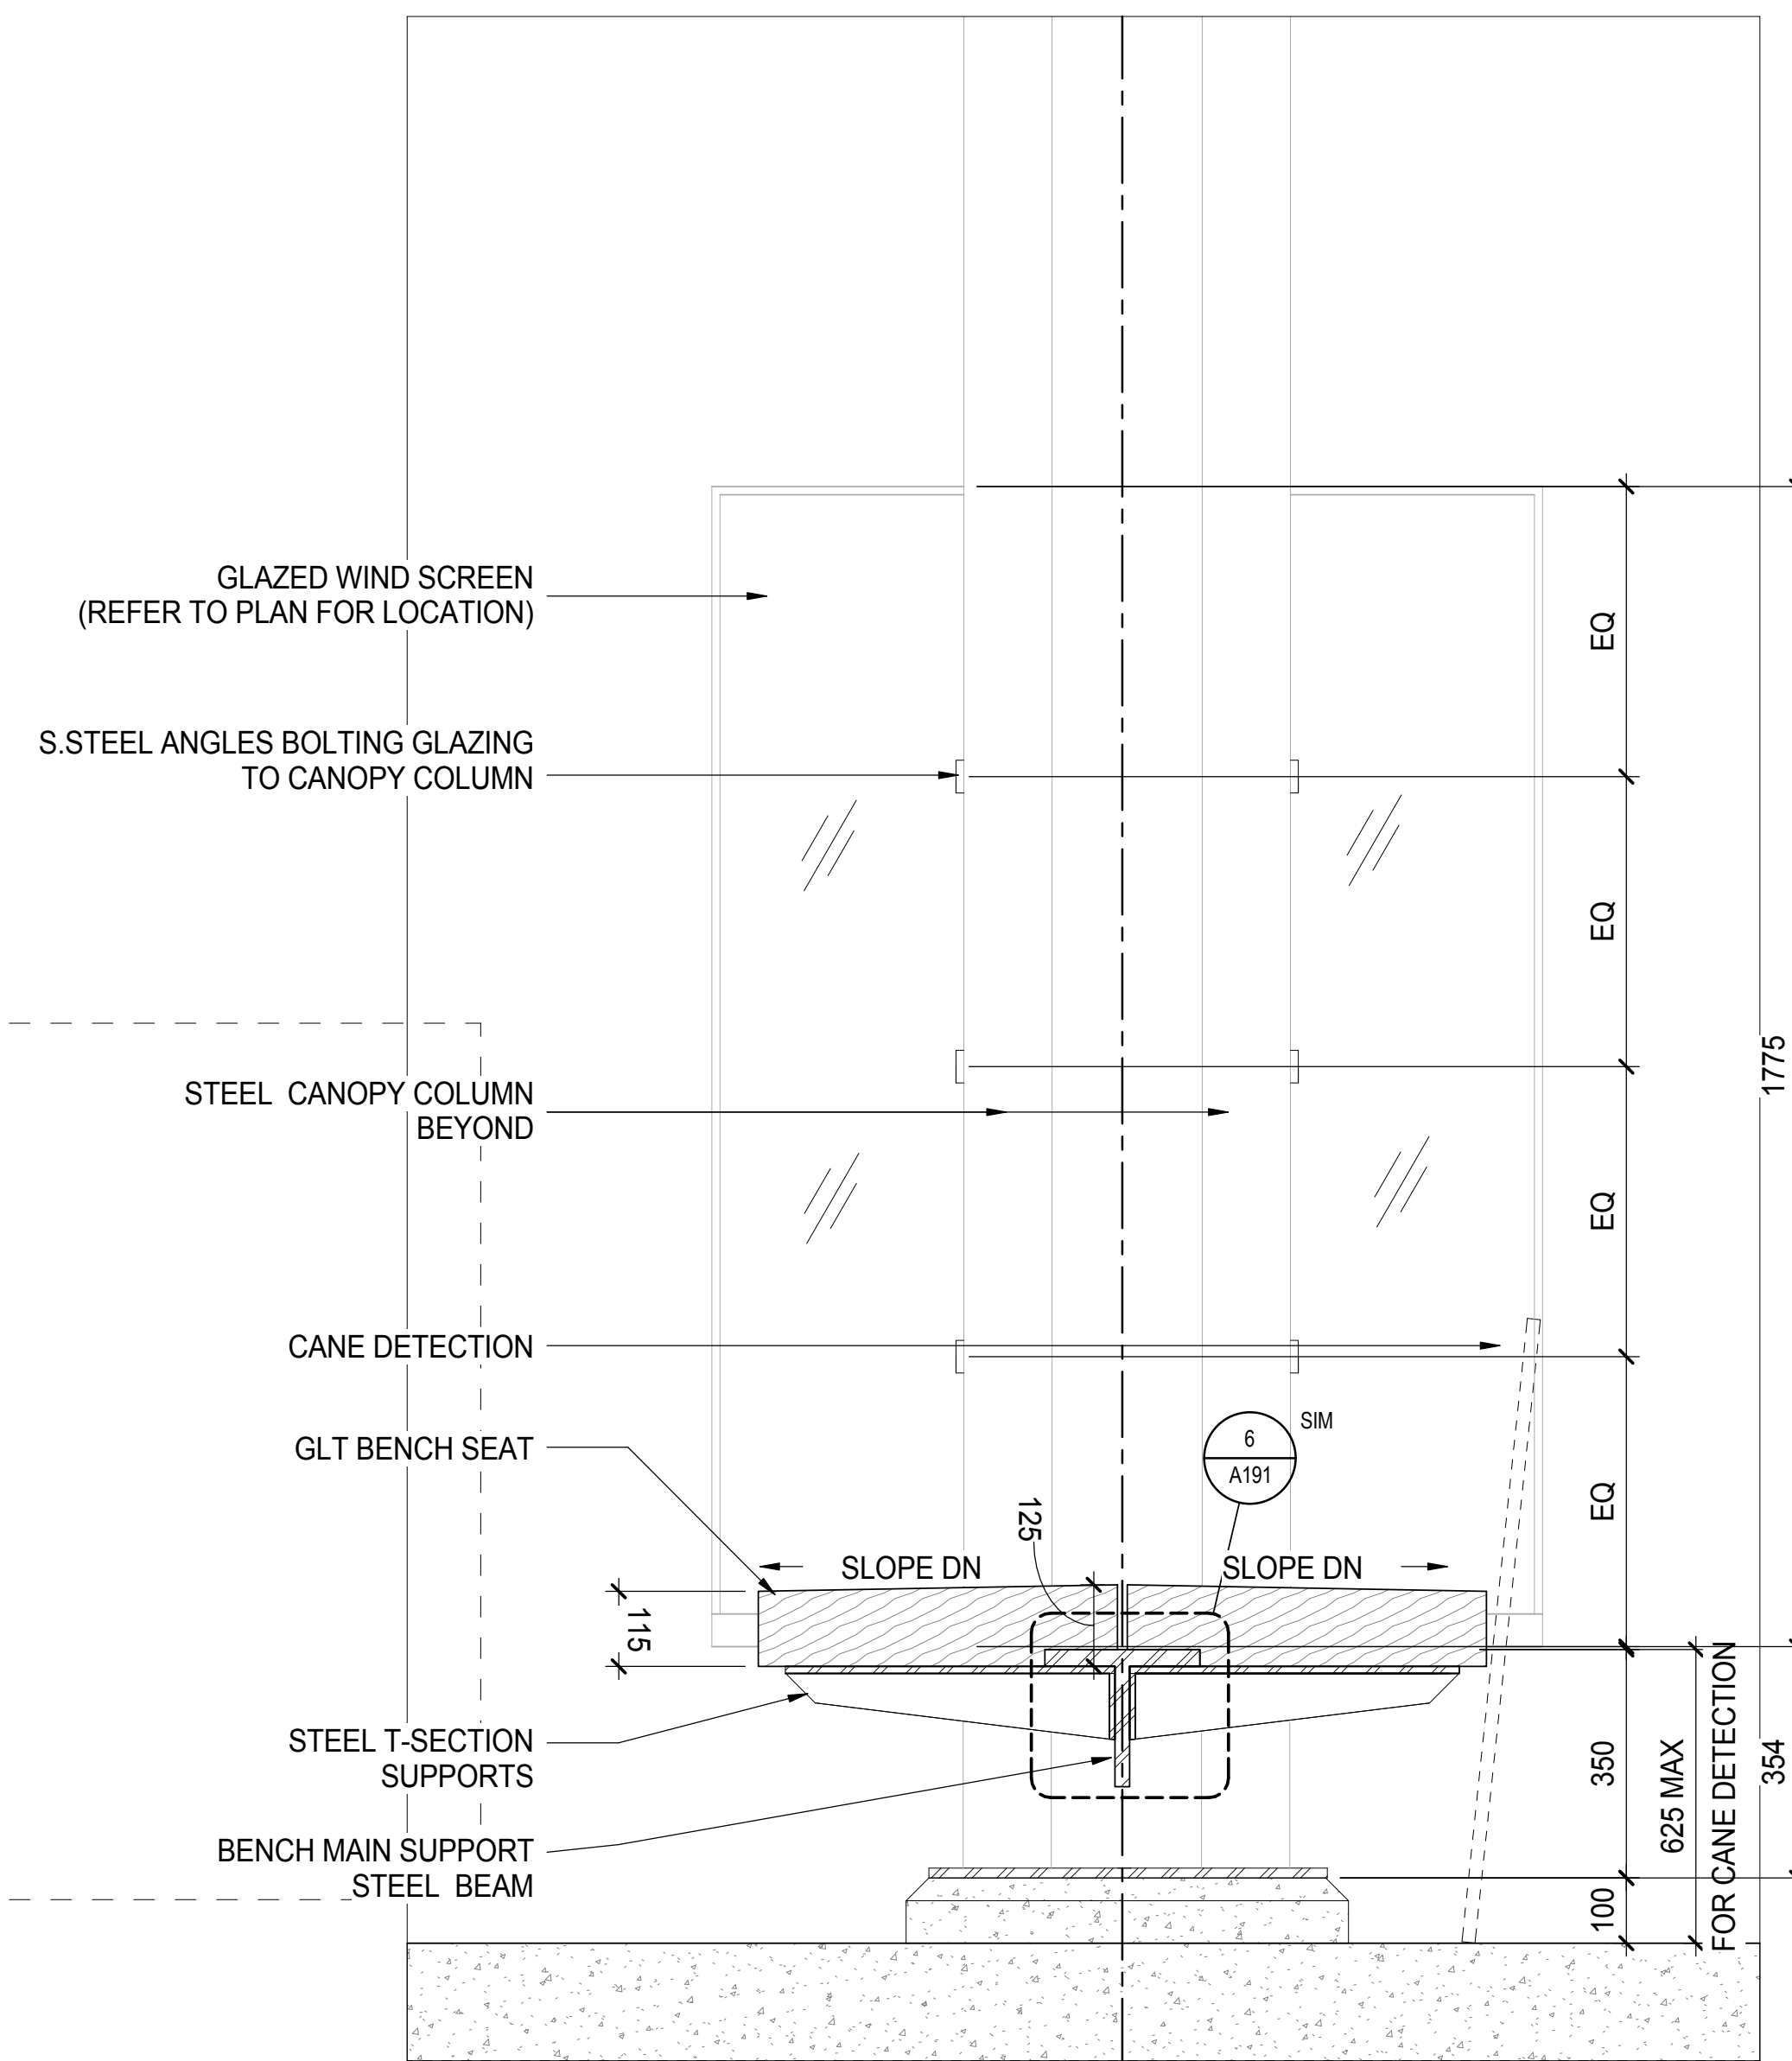 GLAZED WIND SCREEN
(REFER TO PLAN FOR LOCATION)
S.STEEL ANGLES BOLTING GLAZING
TO CANOPY COLUMN
STEEL CANOPY COLUMN
BEYOND
CANE DETECTION
GLT BENCH SEAT
STEEL T-SECTION
SUPPORTS
BENCH MAIN SUPPORT
STEEL BEAM
115
SLOPE DN
125
6
A191
SIM
SLOPE DN
EQ
EQ
EQ
EQ
350
100
625 MAX
FOR CANE DETECTION
1775
354